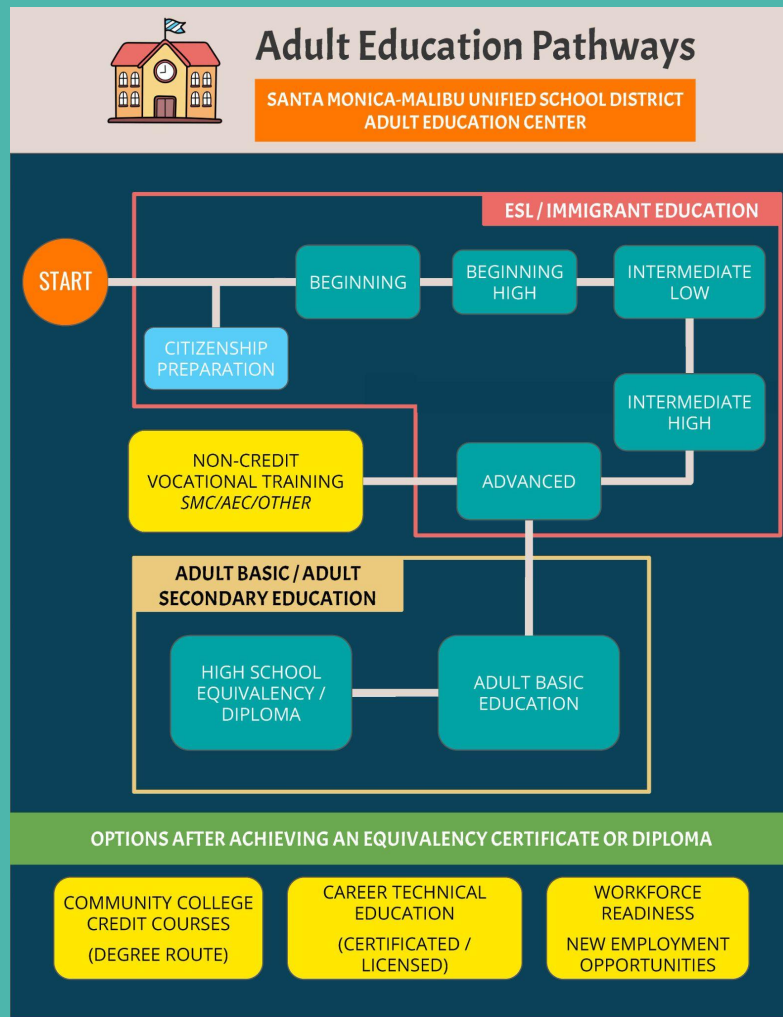 Adult Education Pathways
SANTA MONICA-MALIBU UNIFIED SCHOOL DISTRICT
ADULT EDUCATION CENTER
ESL / IMMIGRANT EDUCATION
START
BEGINNING
BEGINNING
HIGH
INTERMEDIATE
LOW
CITIZENSHIP
PREPARATION
INTERMEDIATE
HIGH
NON-CREDIT
VOCATIONAL TRAINING
SMC/AEC/OTHER
ADVANCED
ADULT BASIC / ADULT
SECONDARY EDUCATION
HIGH SCHOOL
EQUIVALENCY /
DIPLOMA
ADULT BASIC
EDUCATION
OPTIONS AFTER ACHIEVING AN EQUIVALENCY CERTIFICATE OR DIPLOMA
COMMUNITY COLLEGE
CREDIT COURSES
(DEGREE ROUTE)
CAREER TECHNICAL
EDUCATION
(CERTIFICATED /
LICENSED)
WORKFORCE
READINESS
NEW EMPLOYMENT
OPPORTUNITIES